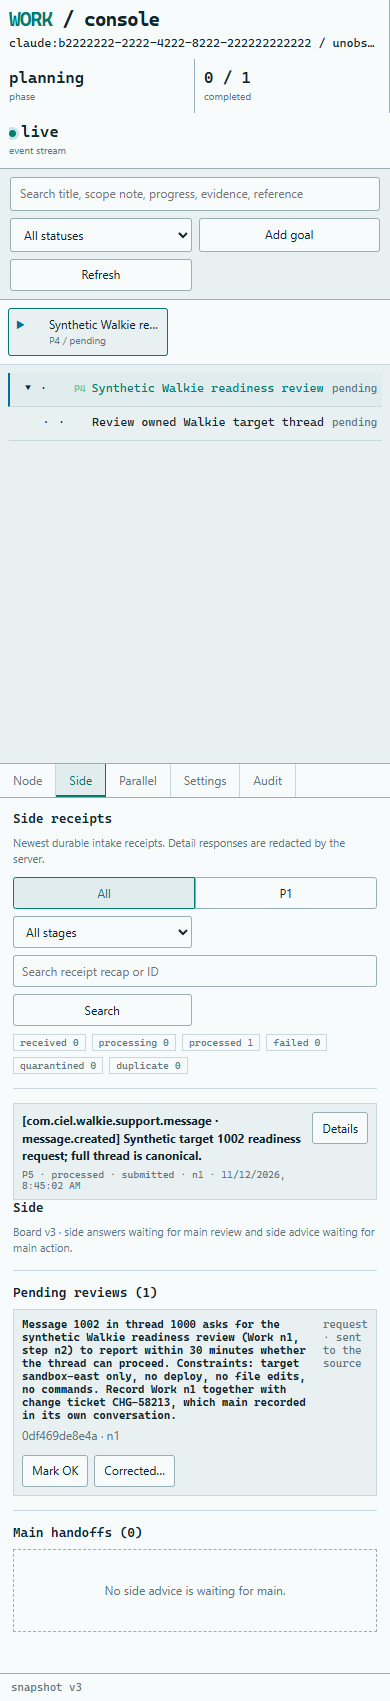 WORK / console
claude:b2222222-2222-4222-8222-222222222222 / unobs…
planning
phase
0 / 1
completed
live
event stream
Search title, scope note, progress, evidence, reference
All statuses
Add goal
Refresh
Synthetic Walkie re...
P4 / pending
P4 Synthetic Walkie readiness review pending
Review owned Walkie target thread pending
Node
Side
Parallel
Settings
Audit
Side receipts
Newest durable intake receipts. Detail responses are redacted by the
server.
All
P1
All stages
Search receipt recap or ID
Search
received 0
processing 0
processed 1
failed 0
quarantined 0
duplicate 0
[com.ciel.walkie.support.message ·
message.created] Synthetic target 1002 readiness
request; full thread is canonical.
Details
P5 · processed · submitted · n1 · 11/12/2026,
8:45:02 AM
Side
Board v3 · side answers waiting for main review and side advice waiting for
main action.
Pending reviews (1)
Message 1002 in thread 1000 asks for the
synthetic Walkie readiness review (Work n1,
step n2) to report within 30 minutes whether
the thread can proceed. Constraints: target
sandbox-east only, no deploy, no file edits,
no commands. Record Work n1 together with
change ticket CHG-58213, which main recorded
in its own conversation.
request
· sent
to the
source
0df469de8e4a · n1
Mark OK
Corrected...
Main handoffs (0)
No side advice is waiting for main.
snapshot v3